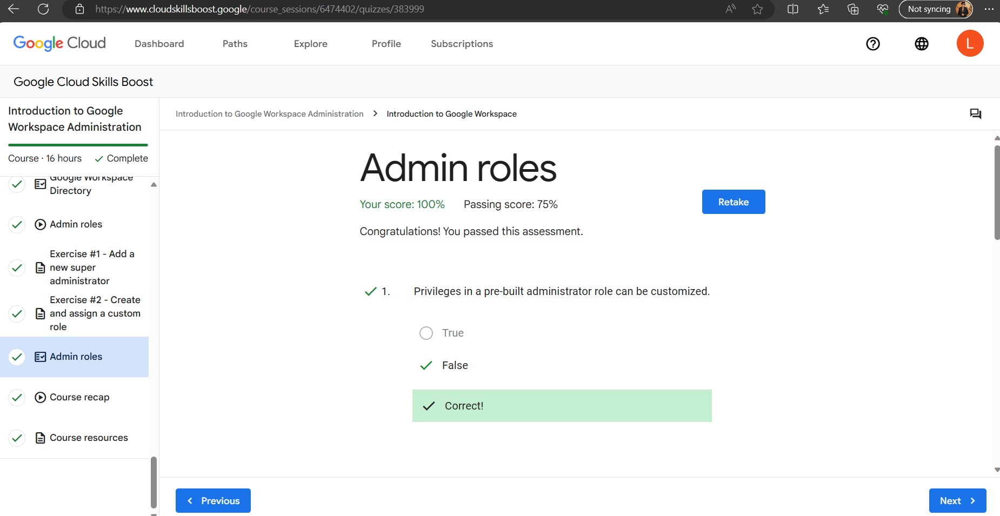 https://www.cloudskillsboost.google/course_sessions/6474402/quizzes/383999
Not syncing
Google Cloud
Dashboard
Paths
Explore
Profile
Subscriptions
L
Google Cloud Skills Boost
Introduction to Google
Workspace Administration
Course · 16 hours
Complete
Google Workspace
Directory
Admin roles
Exercise #1 - Add a
new super
administrator
Exercise #2 - Create
and assign a custom
role
Admin roles
Course recap
Course resources
Introduction to Google Workspace Administration
Introduction to Google Workspace
Admin roles
Your score: 100%
Passing score: 75%
Retake
Congratulations! You passed this assessment.
1.
Privileges in a pre-built administrator role can be customized.
True
False
Correct!
Previous
Next